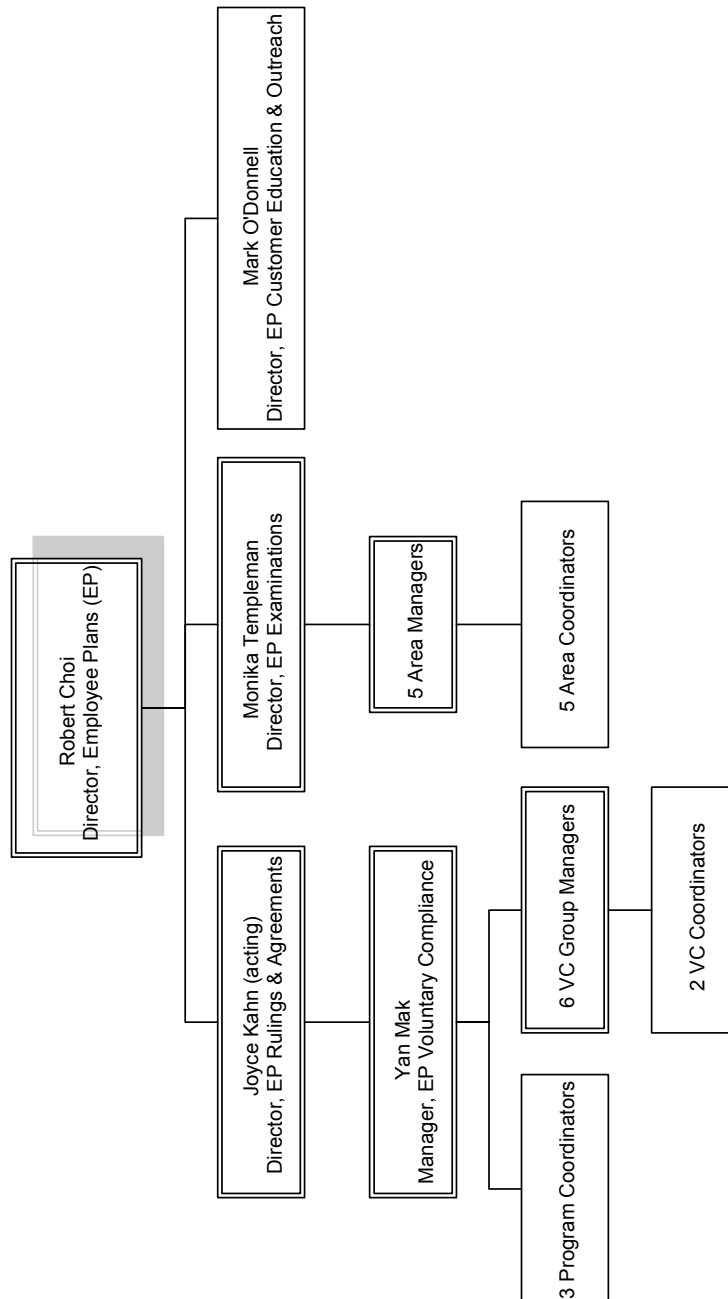 Robert Choi
Director, Employee Plans (EP)
Joyce Kahn (acting)
Director, EP Rulings & Agreements
Monika Templeman
Director, EP Examinations
Mark O'Donnell
Director, EP Customer Education & Outreach
Yan Mak
Manager, EP Voluntary Compliance
5 Area Managers
3 Program Coordinators
6 VC Group Managers
5 Area Coordinators
2 VC Coordinators